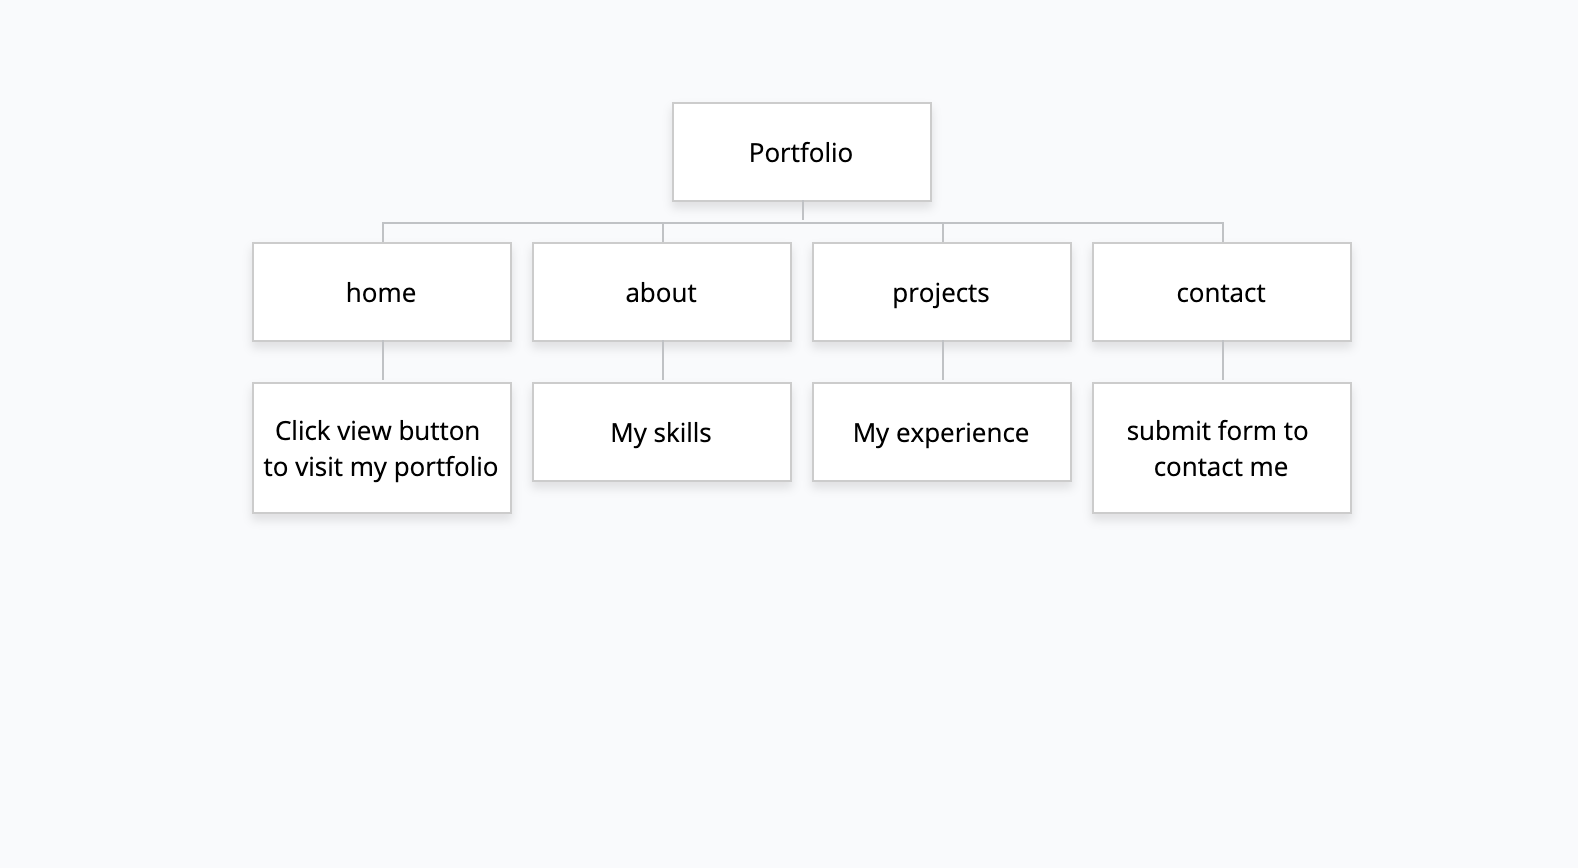 Portfolio
home
about
projects
contact
Click view button
to visit my portfolio
My skills
My experience
submit form to
contact me